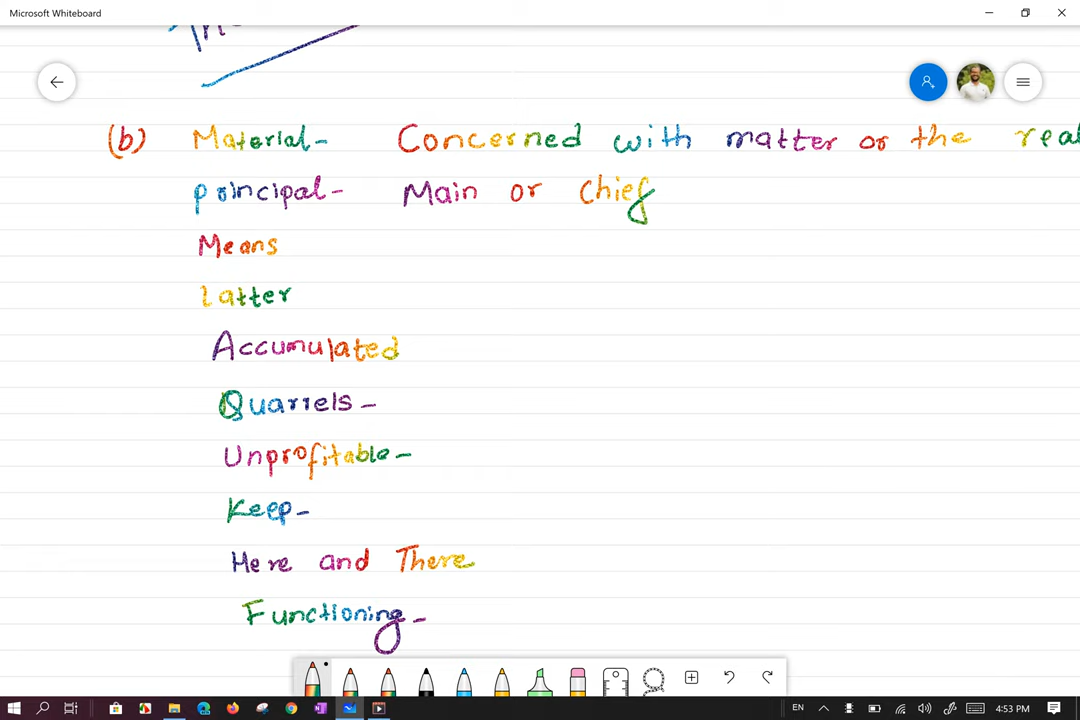 Microsoft Whiteboard
(b) Material- Concerned with matter or the real
principal- Main or Chief
Means
Latter
Accumulated
Quarrels-
Unprofitable-
Keep-
Here and There
Functioning-
EN 4:53 PM